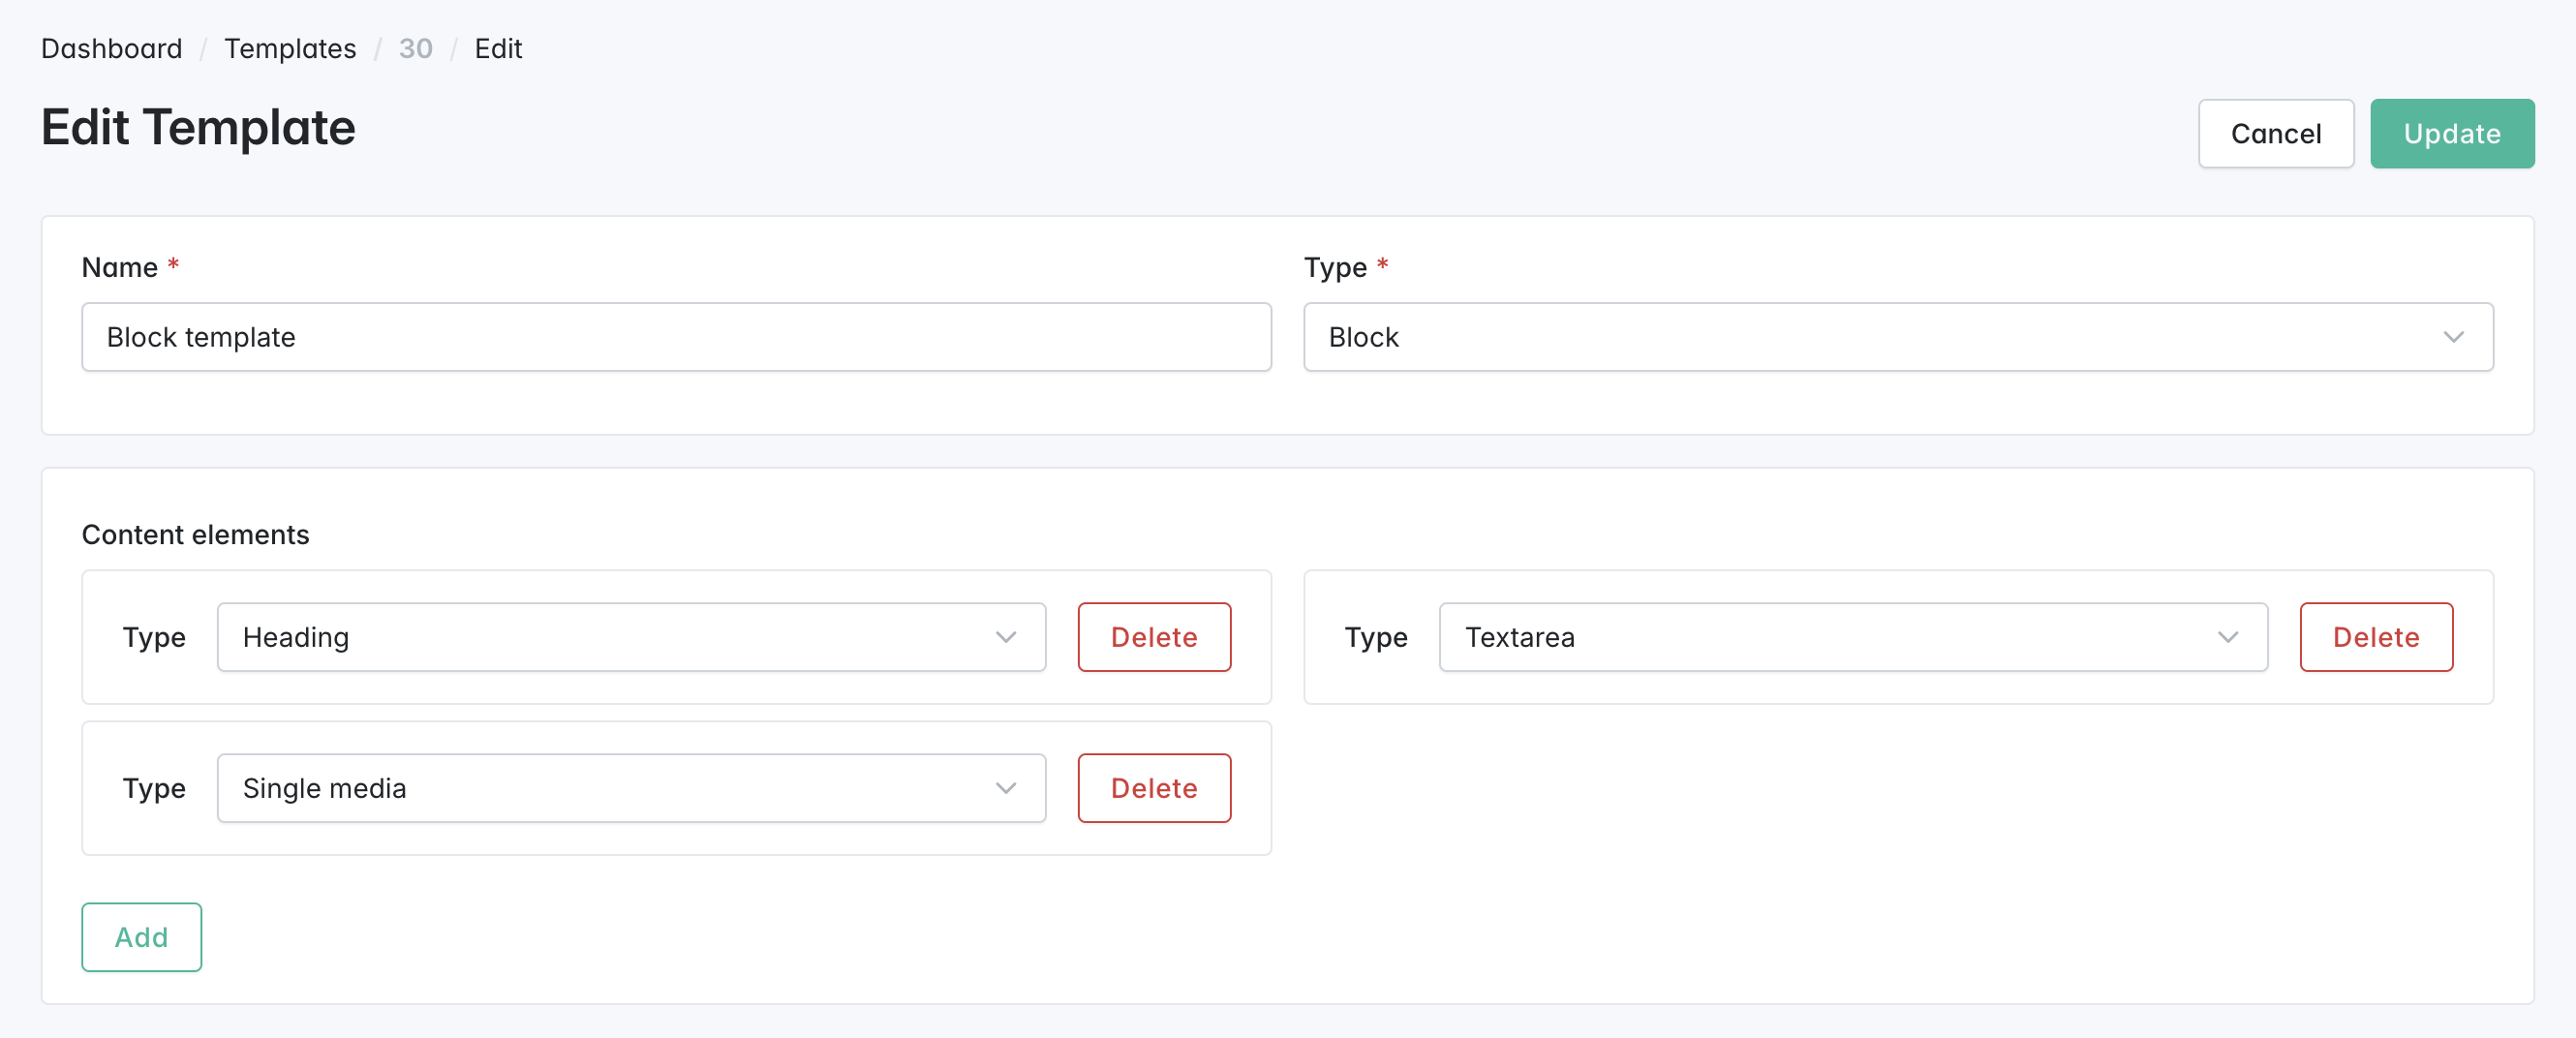 Dashboard / Templates / 30 / Edit
Edit Template
Cancel
Update
Name *
Type *
Block template
Block
Content elements
Type Heading Delete
Type Textarea Delete
Type Single media Delete
Add